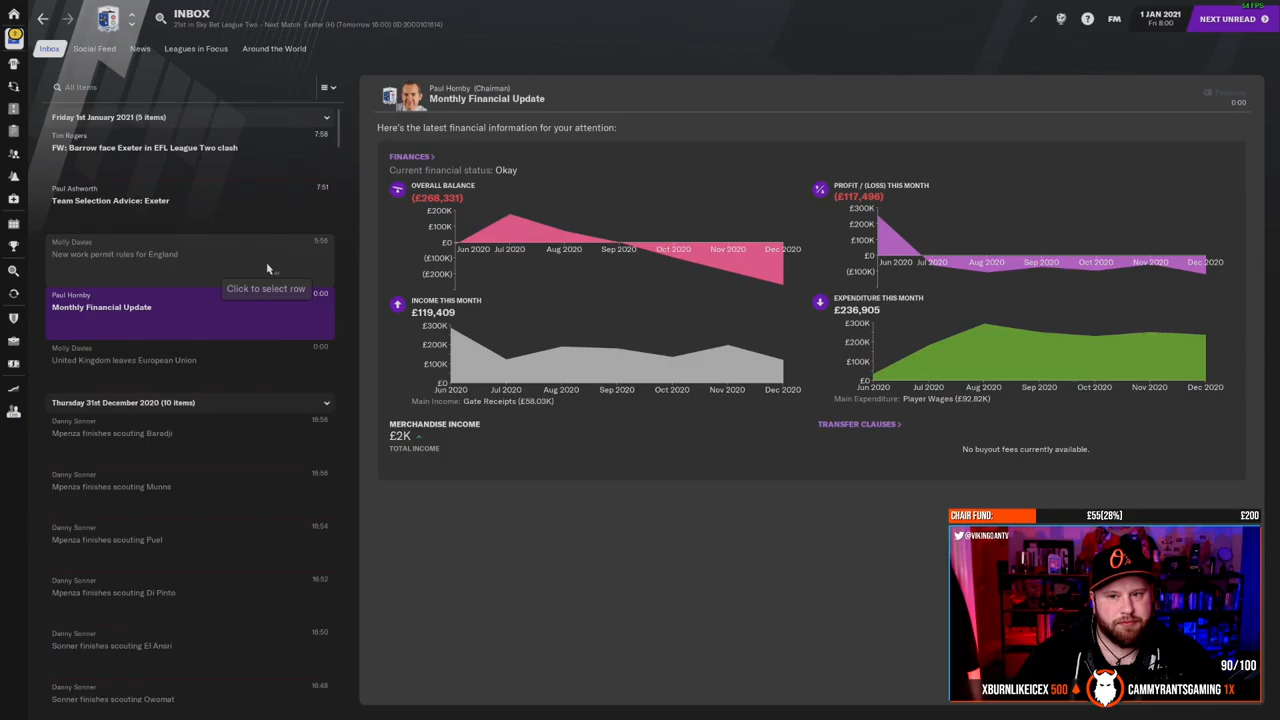 54 FPS
INBOX
21st in Sky Bet League Two - Next Match: Exeter (H) (Tomorrow 16:00) (ID:2000101614)
FM
1 JAN 2021
Fri 8:00
NEXT UNREAD
2
Inbox
Social Feed
News
Leagues in Focus
Around the World
All Items
Friday 1st January 2021 (5 items)
Tim Rogers
7:58
FW: Barrow face Exeter in EFL League Two clash
Paul Ashworth
7:51
Team Selection Advice: Exeter
Molly Davies
5:56
New work permit rules for England
Click to select row
Paul Hornby
0:00
Monthly Financial Update
Molly Davies
0:00
United Kingdom leaves European Union
Thursday 31st December 2020 (10 items)
Danny Sonner
16:56
Mpenza finishes scouting Baradji
Danny Sonner
16:56
Mpenza finishes scouting Munns
Danny Sonner
16:54
Mpenza finishes scouting Puel
Danny Sonner
16:52
Mpenza finishes scouting Di Pinto
Danny Sonner
16:50
Sonner finishes scouting El Ansri
Danny Sonner
16:48
Sonner finishes scouting Owomat
Paul Hornby (Chairman)
Monthly Financial Update
Finances
0:00
Here's the latest financial information for your attention:
FINANCES >
Current financial status: Okay
OVERALL BALANCE
(£268,331)
£200K
£100K
£0
(£100K)
(£200K)
Jun 2020 Jul 2020 Aug 2020 Sep 2020 Oct 2020 Nov 2020 Dec 2020
PROFIT / (LOSS) THIS MONTH
(£117,496)
£300K
£200K
£100K
£0
(£100K)
Jun 2020 Jul 2020 Aug 2020 Sep 2020 Oct 2020 Nov 2020 Dec 2020
INCOME THIS MONTH
£119,409
£300K
£200K
£100K
£0
Jun 2020 Jul 2020 Aug 2020 Sep 2020 Oct 2020 Nov 2020 Dec 2020
Main Income: Gate Receipts (£58.03K)
EXPENDITURE THIS MONTH
£236,905
£300K
£200K
£100K
£0
Jun 2020 Jul 2020 Aug 2020 Sep 2020 Oct 2020 Nov 2020 Dec 2020
Main Expenditure: Player Wages (£92.82K)
MERCHANDISE INCOME
£2K
TOTAL INCOME
TRANSFER CLAUSES >
No buyout fees currently available.
CHAIR FUND: £55(28%) £200
@VIKINGDANTV
90/100
XBURNLIKEICEX 500
CAMMYRANTSGAMING 1X